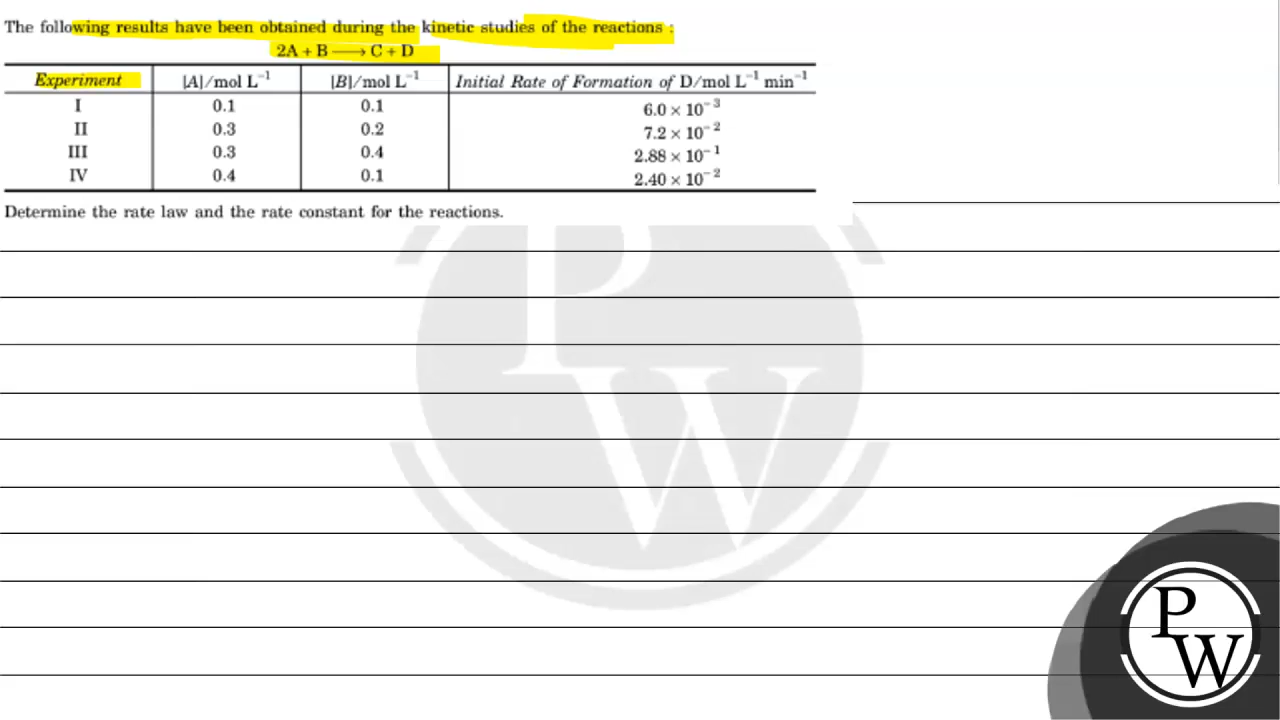 The following results have been obtained during the kinetic studies of the reactions :
2A + B ⟶ C + D
Experiment |A|/mol L⁻¹ |B|/mol L⁻¹ Initial Rate of Formation of D/mol L⁻¹ min⁻¹
I 0.1 0.1 6.0 × 10⁻³
II 0.3 0.2 7.2 × 10⁻²
III 0.3 0.4 2.88 × 10⁻¹
IV 0.4 0.1 2.40 × 10⁻²
Determine the rate law and the rate constant for the reactions.
P
W
P
W